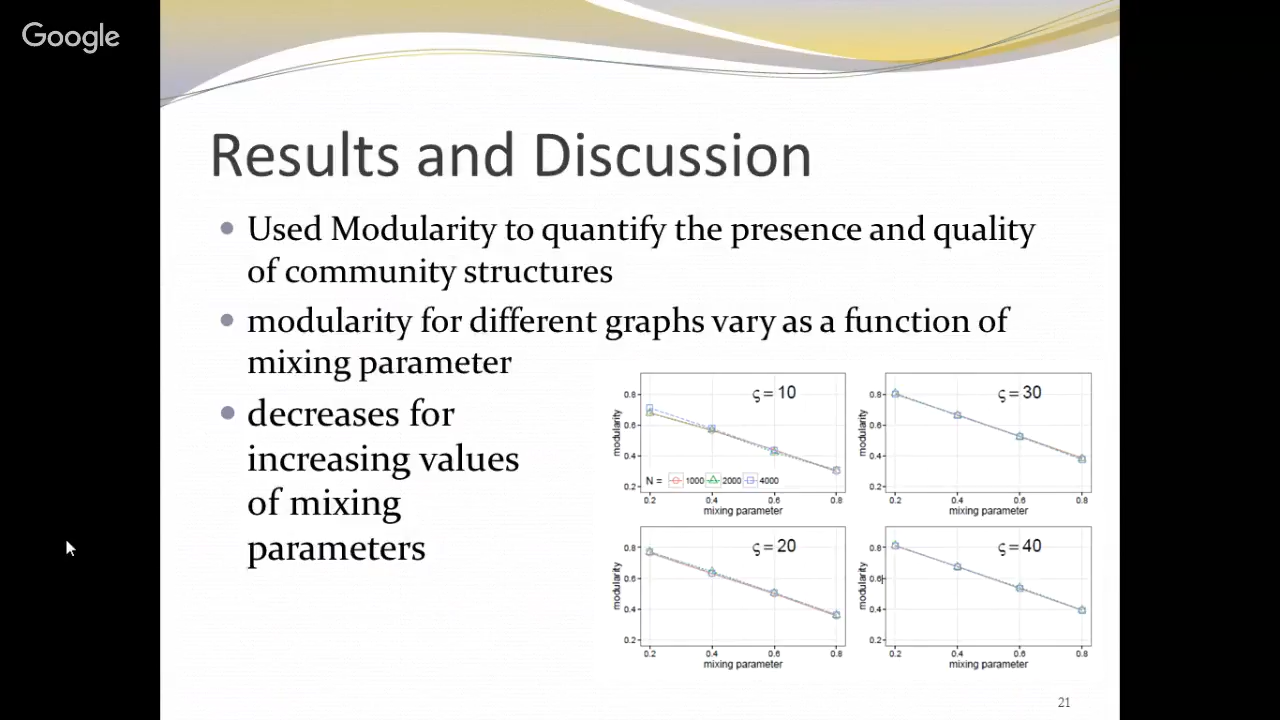 Google
Results and Discussion
Used Modularity to quantify the presence and quality
of community structures
modularity for different graphs vary as a function of
mixing parameter
decreases for
increasing values
of mixing
parameters
ς = 10
modularity
0.8
0.6
0.4
0.2
N = 1000 2000 4000
0.2 0.4 0.6 0.8
mixing parameter
ς = 30
modularity
0.8
0.6
0.4
0.2
0.2 0.4 0.6 0.8
mixing parameter
ς = 20
modularity
0.8
0.6
0.4
0.2
0.2 0.4 0.6 0.8
mixing parameter
ς = 40
modularity
0.8
0.6
0.4
0.2
0.2 0.4 0.6 0.8
mixing parameter
21